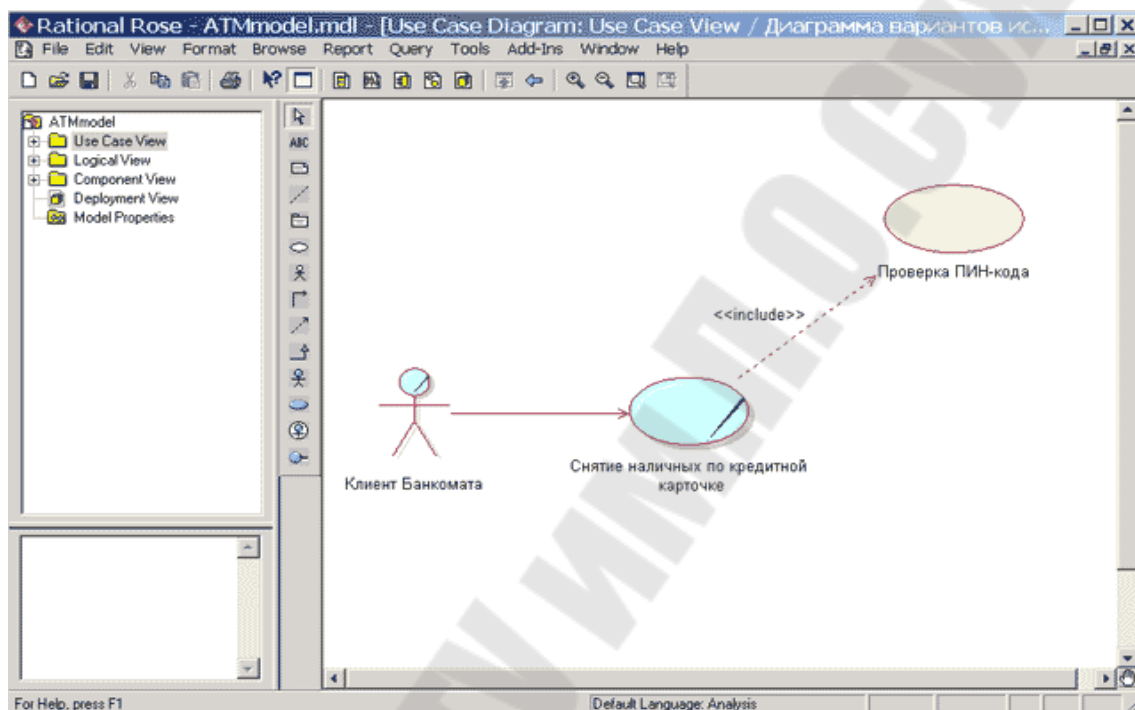 Rational Rose - ATMmodel.mdl - [Use Case Diagram: Use Case View / Диаграмма вариантов ис...
File Edit View Format Browse Report Query Tools Add-Ins Window Help
ATMmodel
Use Case View
Logical View
Component View
Deployment View
Model Properties
ABC
Проверка ПИН-кода
<<include>>
Клиент Банкомата
Снятие наличных по кредитной
карточке
For Help, press F1
Default Language: Analysis